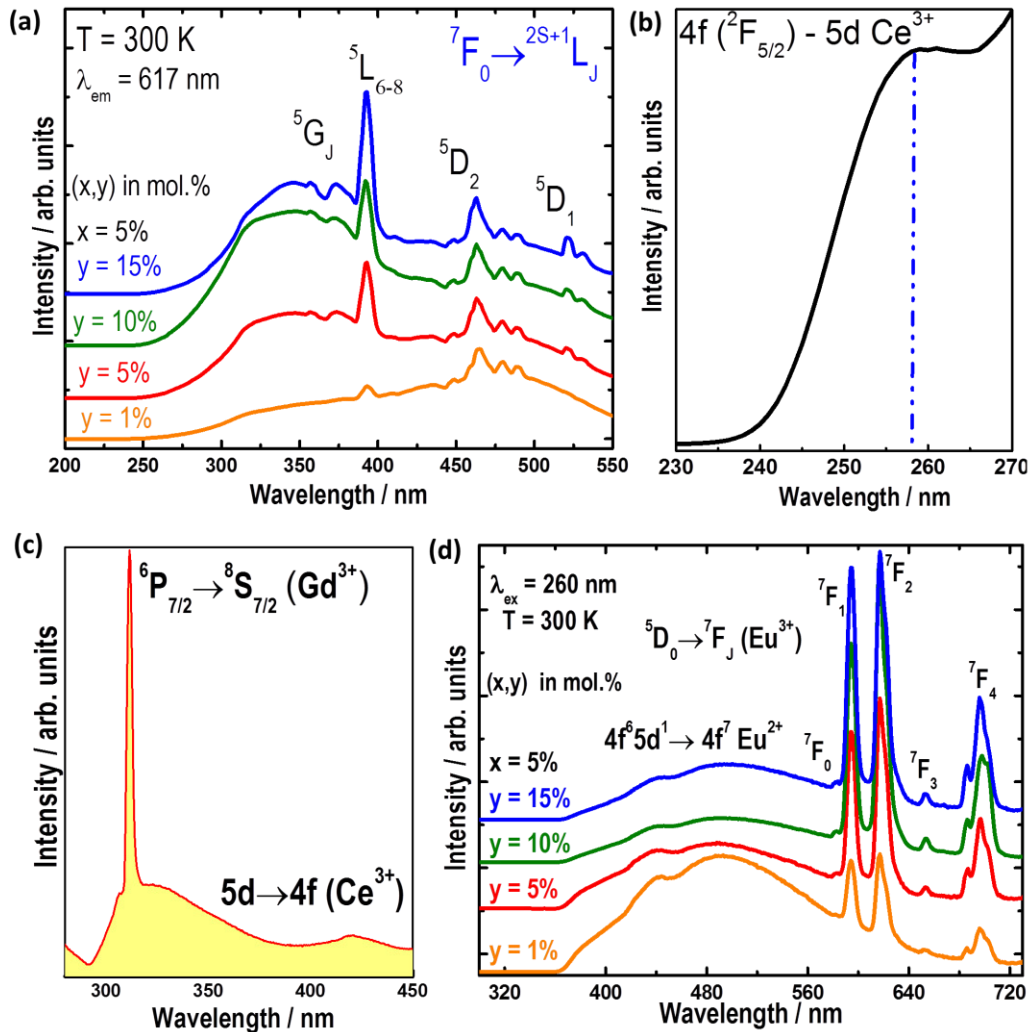 (a)
T = 300 K
λem = 617 nm
⁷F₀→²ˢ⁺¹L_J
⁵L₆₋₈
⁵G_J
⁵D₂
⁵D₁
(x,y) in mol.%
x = 5%
y = 15%
y = 10%
y = 5%
y = 1%
Intensity / arb. units
200 250 300 350 400 450 500 550
Wavelength / nm
(b)
4f (²F₅/₂) - 5d Ce³⁺
Intensity / arb. units
230 240 250 260 270
Wavelength / nm
(c)
⁶P₇/₂→⁸S₇/₂ (Gd³⁺)
5d→4f (Ce³⁺)
Intensity / arb. units
300 350 400 450
Wavelength / nm
(d)
λex = 260 nm
T = 300 K
⁵D₀→⁷F_J (Eu³⁺)
(x,y) in mol.%
4f⁶5d¹→ 4f⁷ Eu²⁺
⁷F₀
⁷F₁
⁷F₂
⁷F₃
⁷F₄
x = 5%
y = 15%
y = 10%
y = 5%
y = 1%
Intensity / arb. units
320 400 480 560 640 720
Wavelength / nm